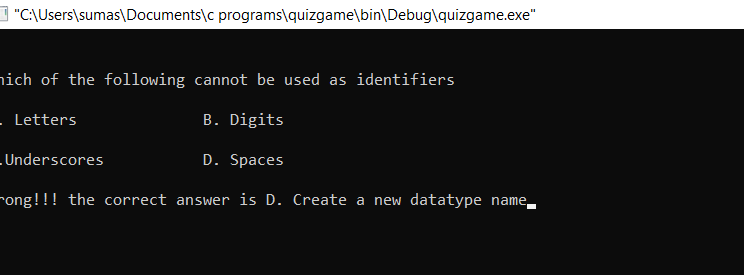 "C:\Users\sumas\Documents\c programs\quizgame\bin\Debug\quizgame.exe"
hich of the following cannot be used as identifiers
. Letters B. Digits
.Underscores D. Spaces
rong!!! the correct answer is D. Create a new datatype name